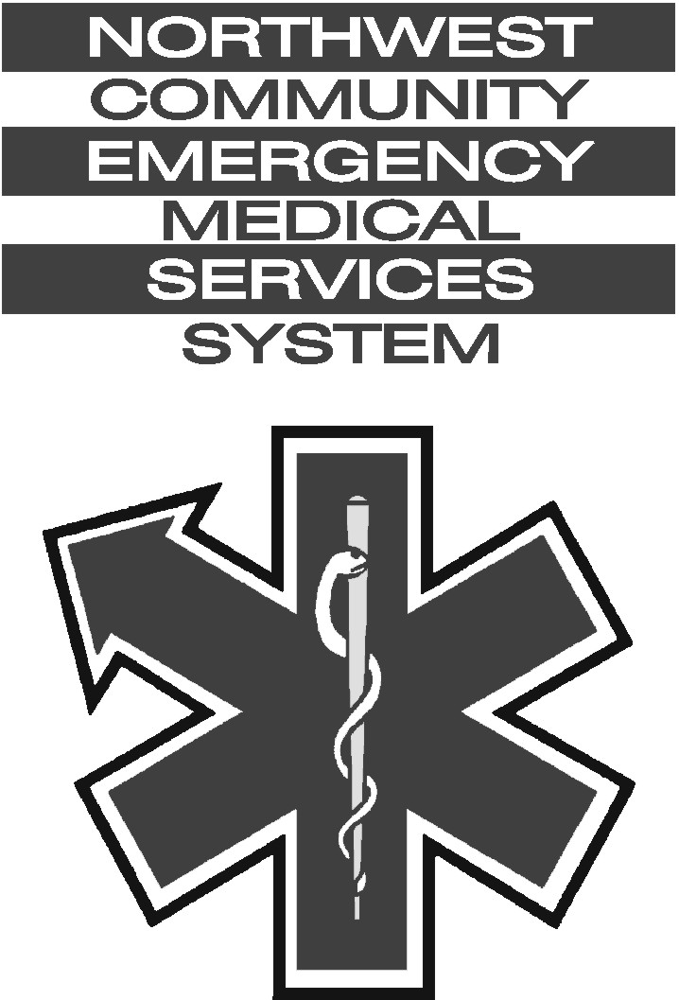 NORTHWEST
COMMUNITY
EMERGENCY
MEDICAL
SERVICES
SYSTEM